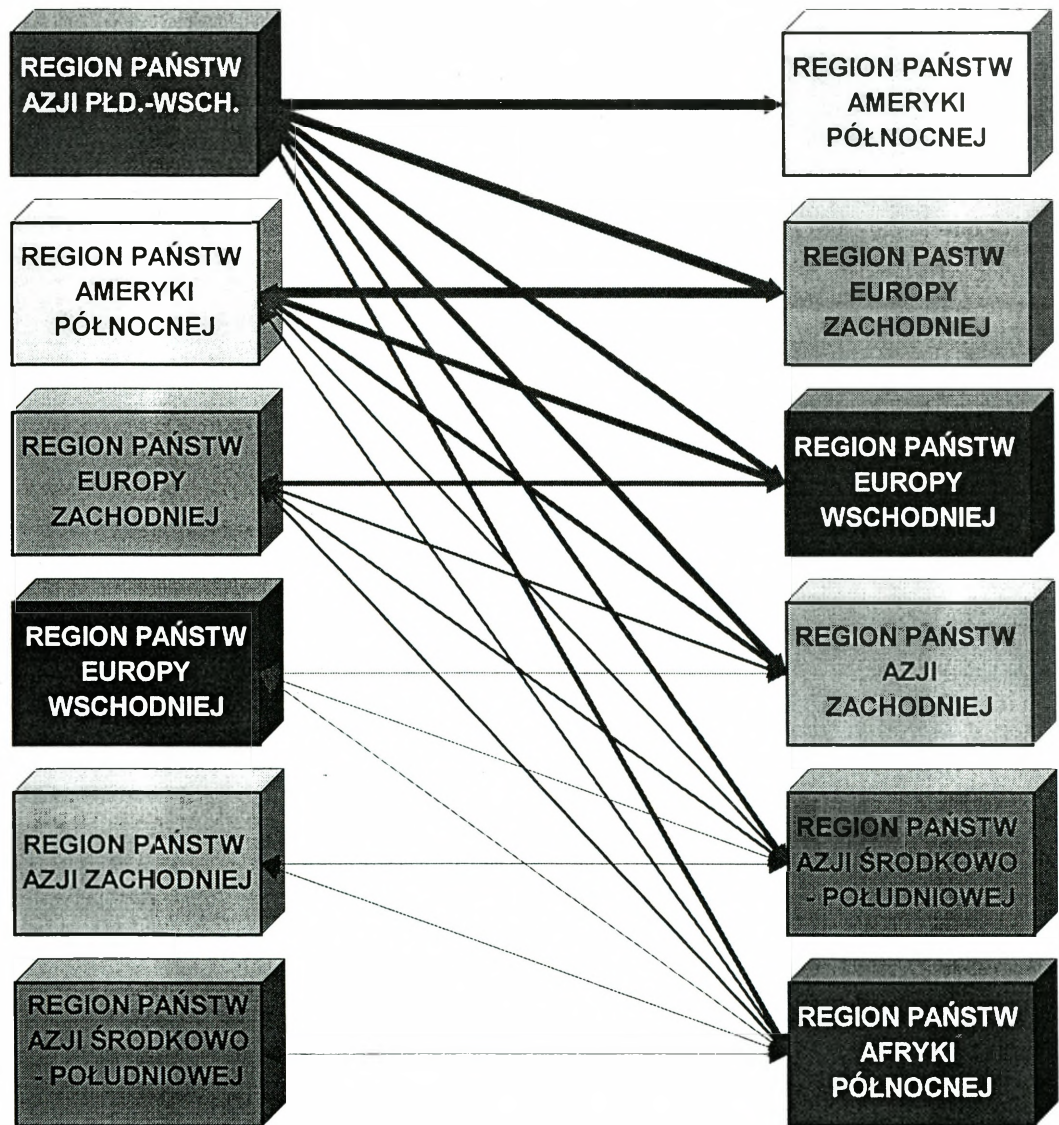 REGION PAŃSTW
AZJI PŁD.-WSCH.
REGION PAŃSTW
AMERYKI
PÓŁNOCNEJ
REGION PAŃSTW
EUROPY
ZACHODNIEJ
REGION PAŃSTW
EUROPY
WSCHODNIEJ
REGION PAŃSTW
AZJI ZACHODNIEJ
REGION PAŃSTW
AZJI ŚRODKOWO
- POŁUDNIOWEJ
REGION PAŃSTW
AMERYKI
PÓŁNOCNEJ
REGION PASTW
EUROPY
ZACHODNIEJ
REGION PAŃSTW
EUROPY
WSCHODNIEJ
REGION PAŃSTW
AZJI
ZACHODNIEJ
REGION PAŃSTW
AZJI ŚRODKOWO
- POŁUDNIOWEJ
REGION PAŃSTW
AFRYKI
PÓŁNOCNEJ